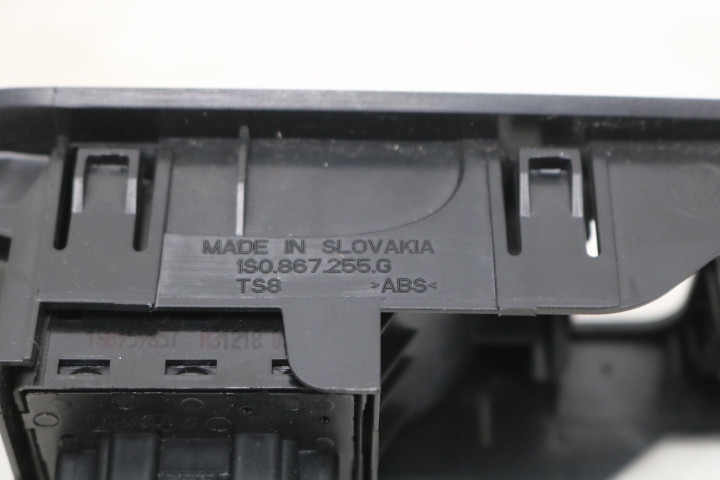 MADE IN SLOVAKIA
1S0.867.255.G
TS8 >ABS<